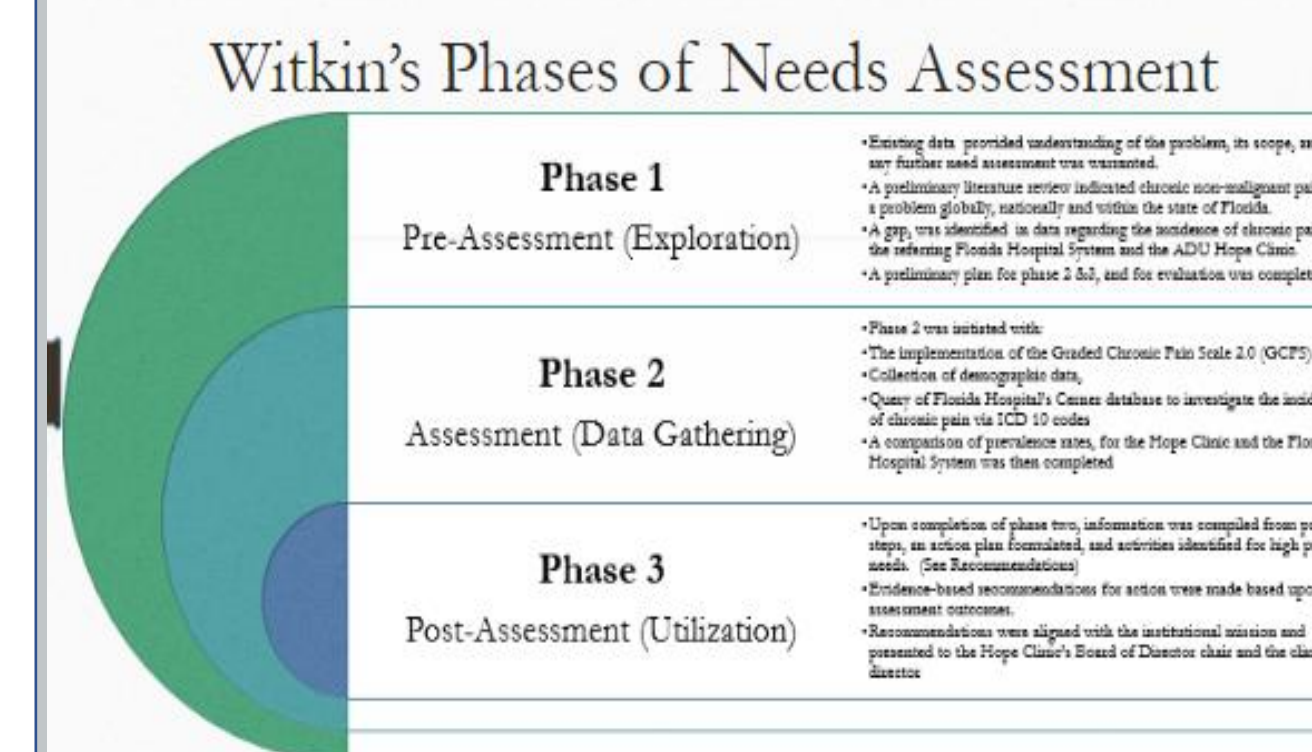 Witkin's Phases of Needs Assessment
Phase 1
Pre-Assessment (Exploration)
•Existing data provided understanding of the problem, its scope,
any further need assessment was warranted.
•A preliminary literature review indicated chronic non-malignant
a problem globally, nationally and within the state of Florida.
•A gap, was identified in data regarding the incidence of chronic
the referring Florida Hospital System and the ADU Hope Clinic.
•A preliminary plan for phase 2 &3, and for evaluation was
Phase 2
Assessment (Data Gathering)
•Phase 2 was initiated with:
•The implementation of the Graded Chronic Pain Scale 2.0 (GCPS)
•Collection of demographic data,
•Query of Florida Hospital's Cerner database to investigate the
of chronic pain via ICD 10 codes
•A comparison of prevalence rates, for the Hope Clinic and the
Hospital System was then completed
Phase 3
Post-Assessment (Utilization)
•Upon completion of phase two, information was compiled from
steps, an action plan formulated, and activities identified for high
needs. (See Recommendations)
•Evidence-based recommendations for action were made based
assessment outcomes.
•Recommendations were aligned with the institutional mission and
presented to the Hope Clinic's Board of Director chair and the
director